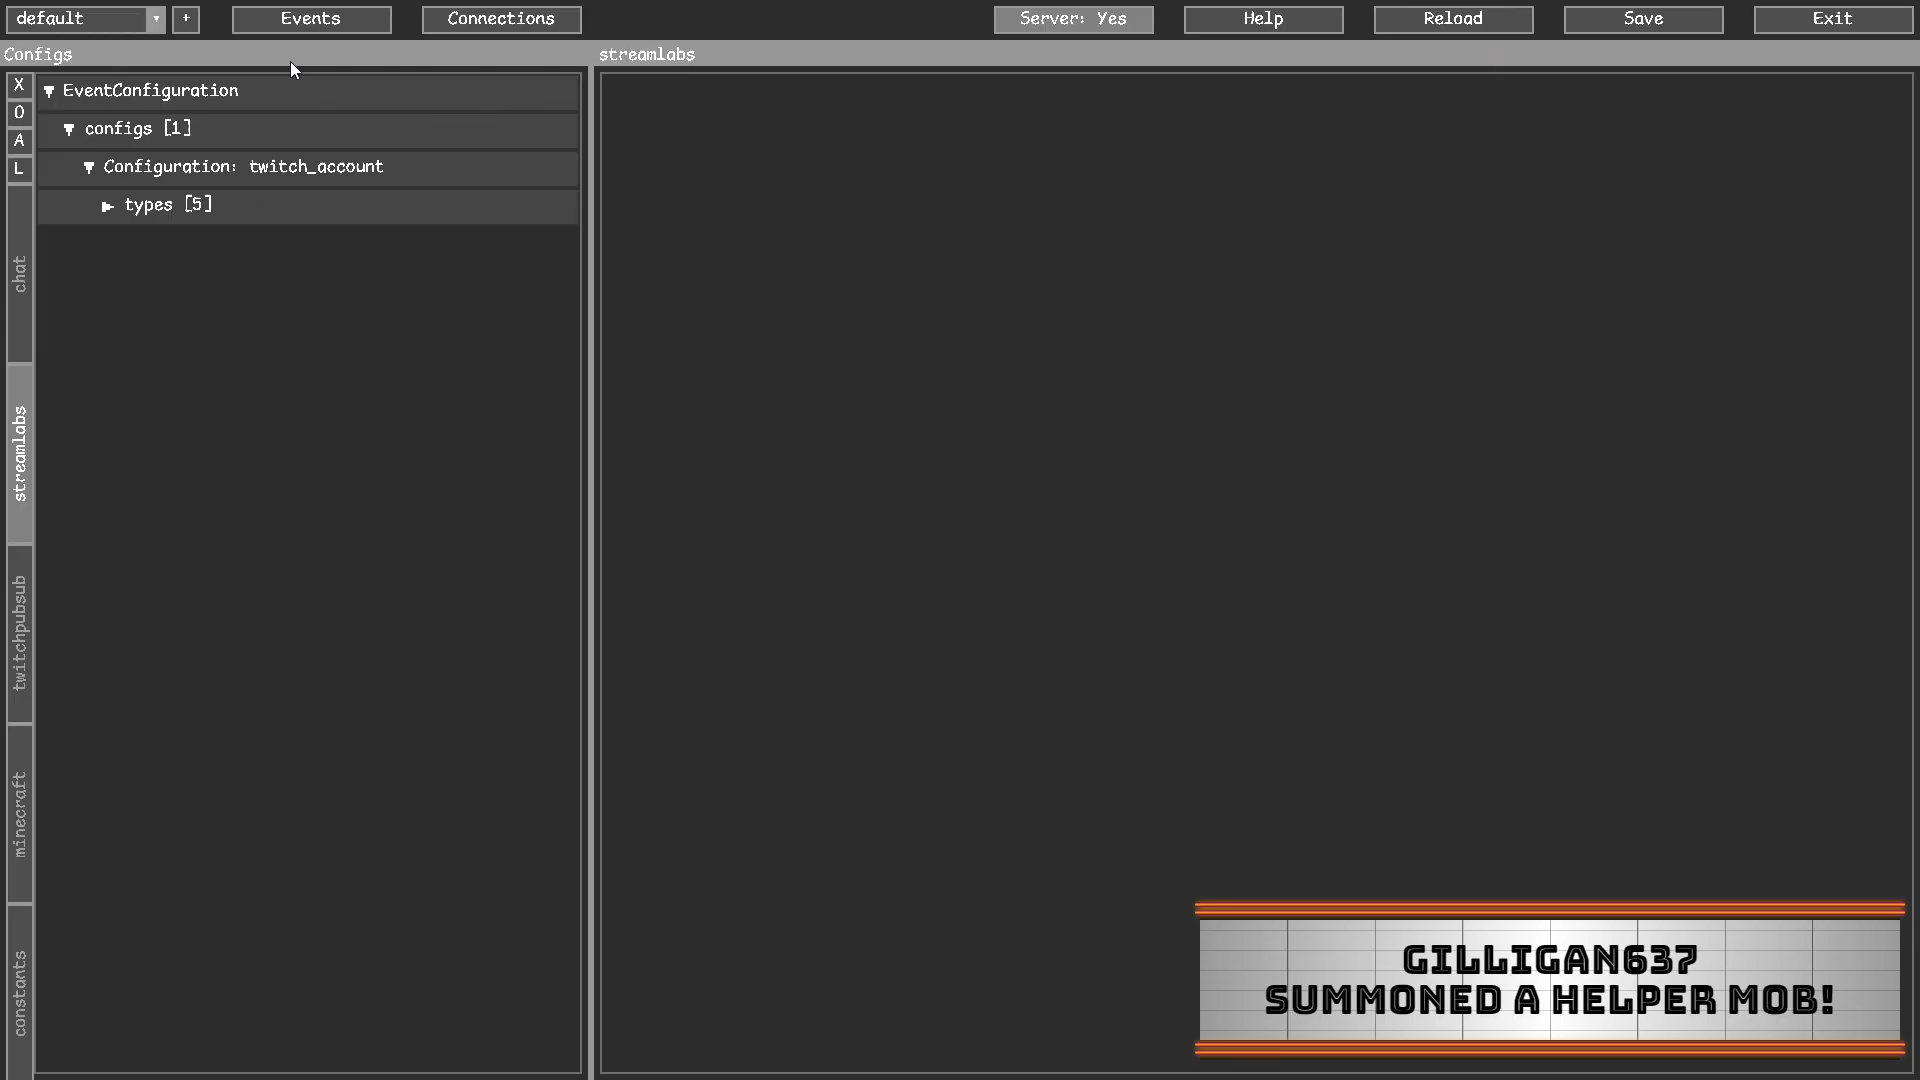 default
+
Events
Connections
Server: Yes
Help
Reload
Save
Exit
Configs
streamlabs
X
O
A
L
EventConfiguration
configs [1]
Configuration: twitch_account
types [5]
chat
streamlabs
twitchpubsub
minecraft
constants
GILLIGAN637
SUMMONED A HELPER MOB!